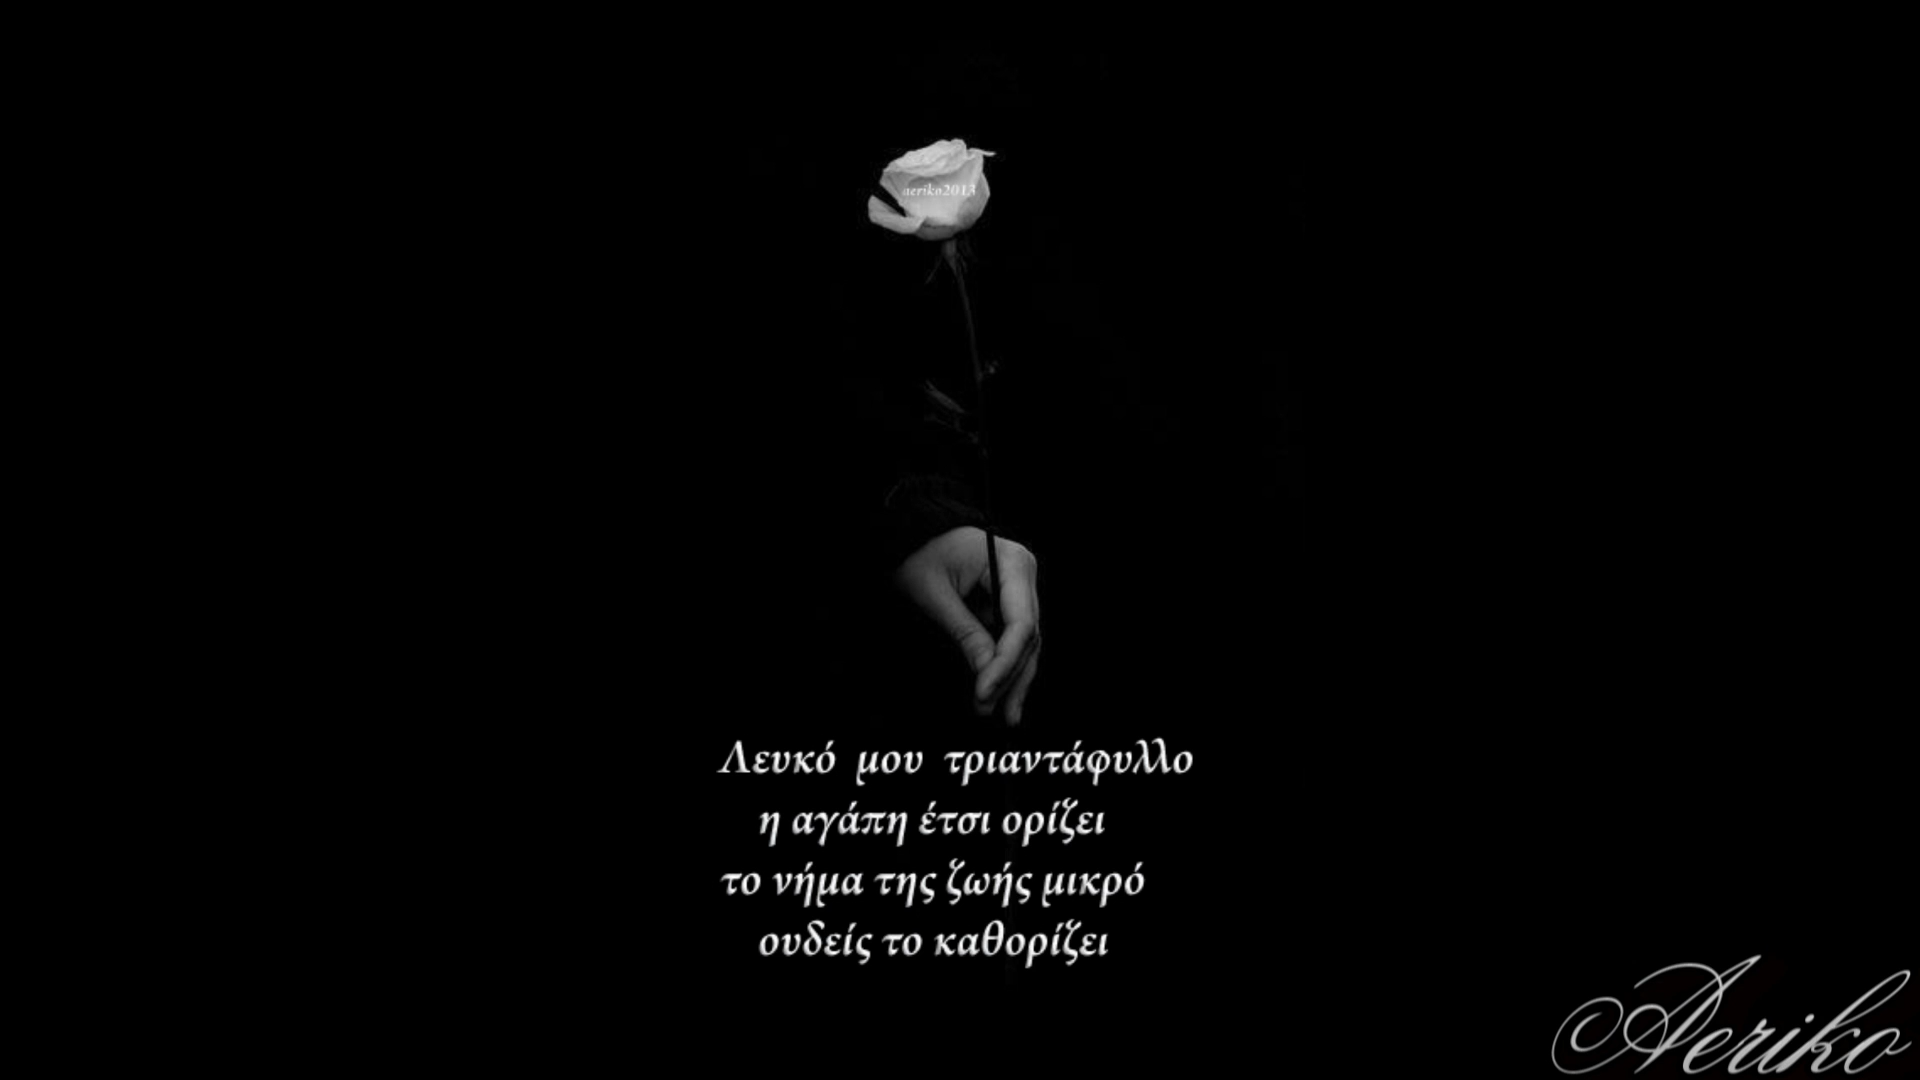 aeriko2013
Λευκό μου τριαντάφυλλο
η αγάπη έτσι ορίζει
το νήμα της ζωής μικρό
ουδείς το καθορίζει
Aeriko